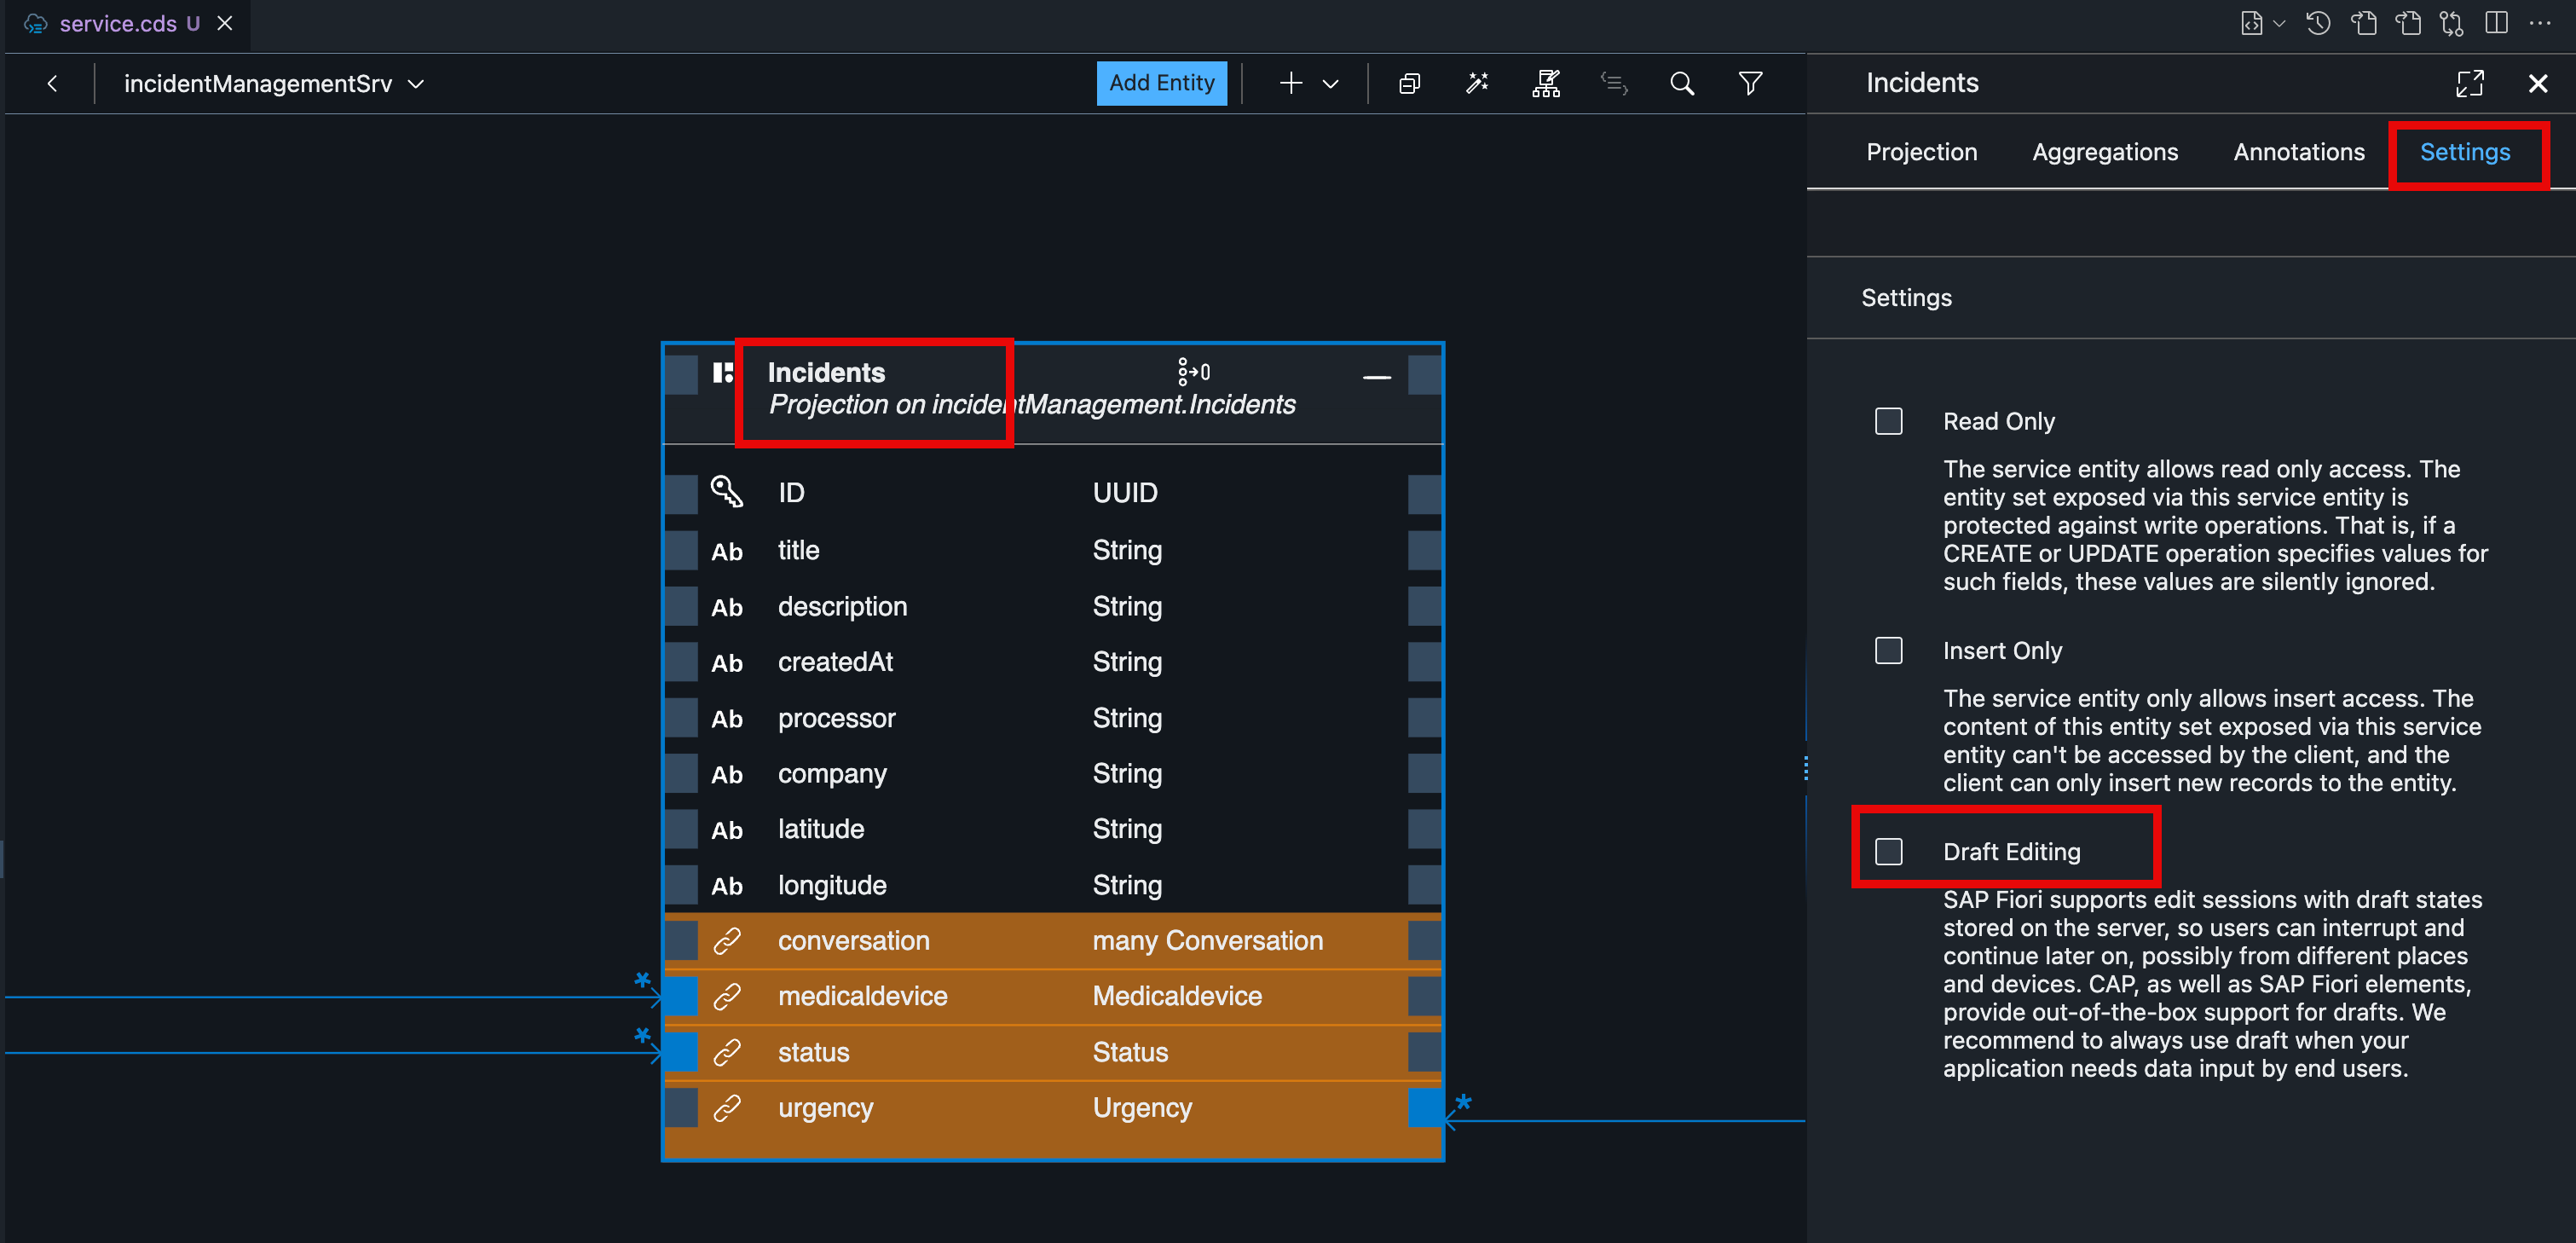 service.cds U
incidentManagementSrv
Add Entity
Incidents
Projection on incidentManagement.Incidents
ID UUID
Ab title String
Ab description String
Ab createdAt String
Ab processor String
Ab company String
Ab latitude String
Ab longitude String
conversation many Conversation
* medicaldevice Medicaldevice
* status Status
urgency Urgency *
Incidents
Projection Aggregations Annotations Settings
Settings
Read Only
The service entity allows read only access. The
entity set exposed via this service entity is
protected against write operations. That is, if a
CREATE or UPDATE operation specifies values for
such fields, these values are silently ignored.
Insert Only
The service entity only allows insert access. The
content of this entity set exposed via this service
entity can't be accessed by the client, and the
client can only insert new records to the entity.
Draft Editing
SAP Fiori supports edit sessions with draft states
stored on the server, so users can interrupt and
continue later on, possibly from different places
and devices. CAP, as well as SAP Fiori elements,
provide out-of-the-box support for drafts. We
recommend to always use draft when your
application needs data input by end users.